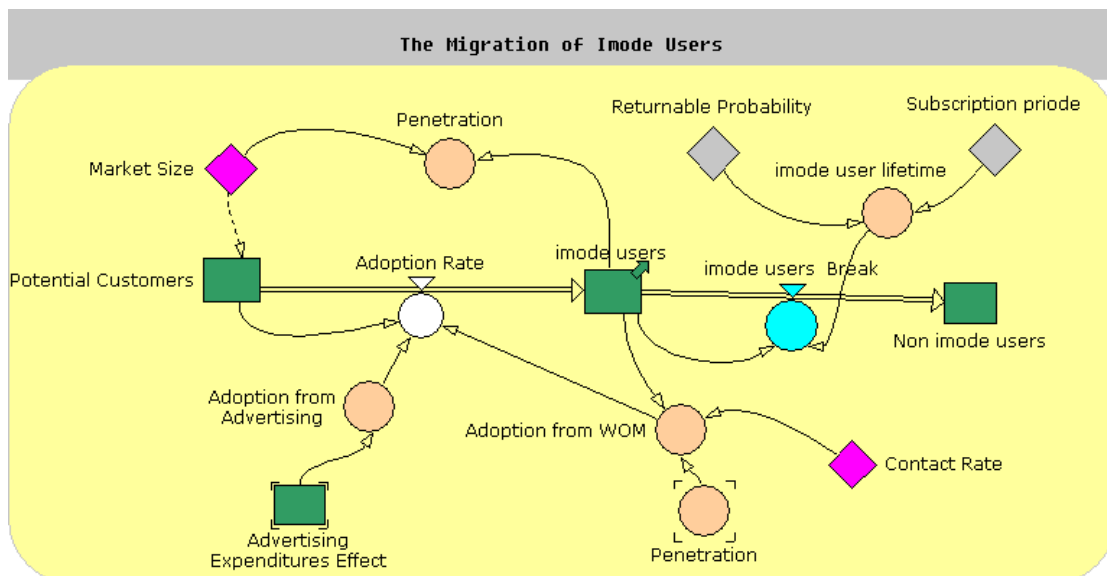 The Migration of Imode Users
Returnable Probability
Subscription priode
Penetration
Market Size
imode user lifetime
imode users
Adoption Rate
imode users Break
Potential Customers
Non imode users
Adoption from
Advertising
Adoption from WOM
Contact Rate
Advertising
Expenditures Effect
Penetration